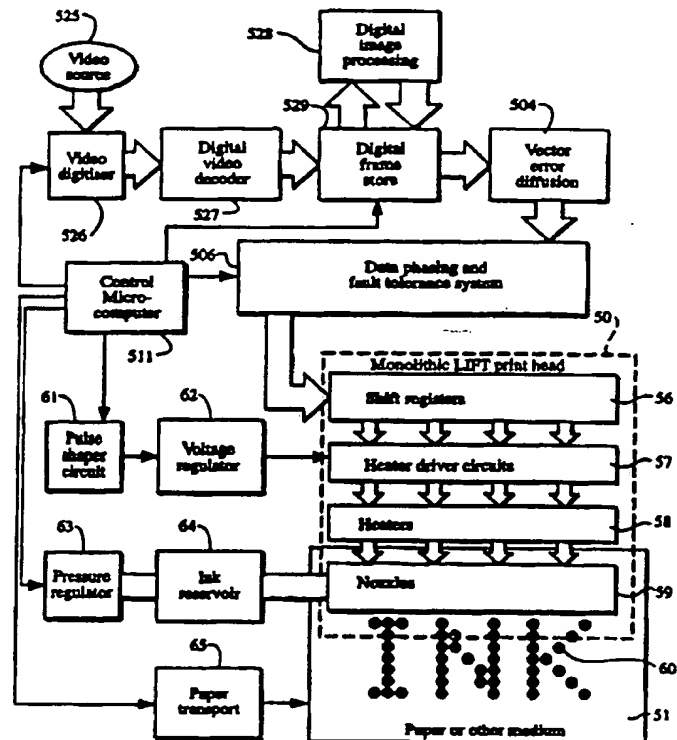 525
Video
source
528
Digital
image
processing
529
504
Video
digitiser
526
Digital
video
decoder
527
Digital
frame
store
Vector
error
diffusion
506
Data phasing and
fault tolerance system
Control
Micro-
computer
511
50
Monolithic LIFT print head
Shift registers
56
61
Pulse
shaper
circuit
62
Voltage
regulator
Heater driver circuits
57
Heaters
58
63
Pressure
regulator
64
Ink
reservoir
Nozzles
59
INK
60
65
Paper
transport
51
Paper or other medium